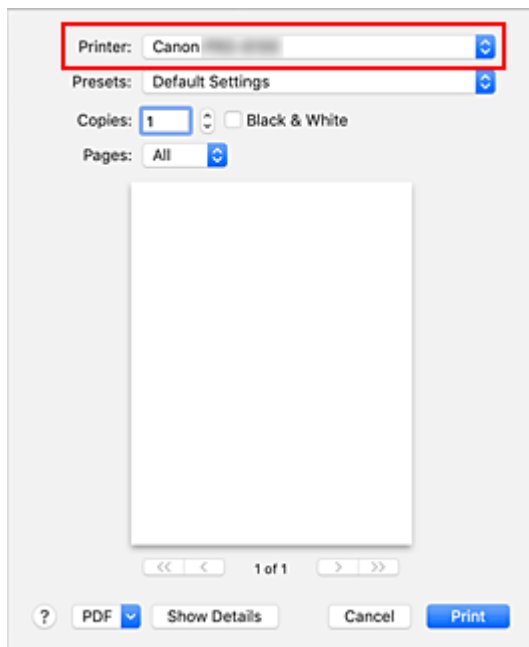 Printer: Canon
Presets: Default Settings
Copies: 1 Black & White
Pages: All
<< < 1 of 1 > >>
? PDF Show Details Cancel Print